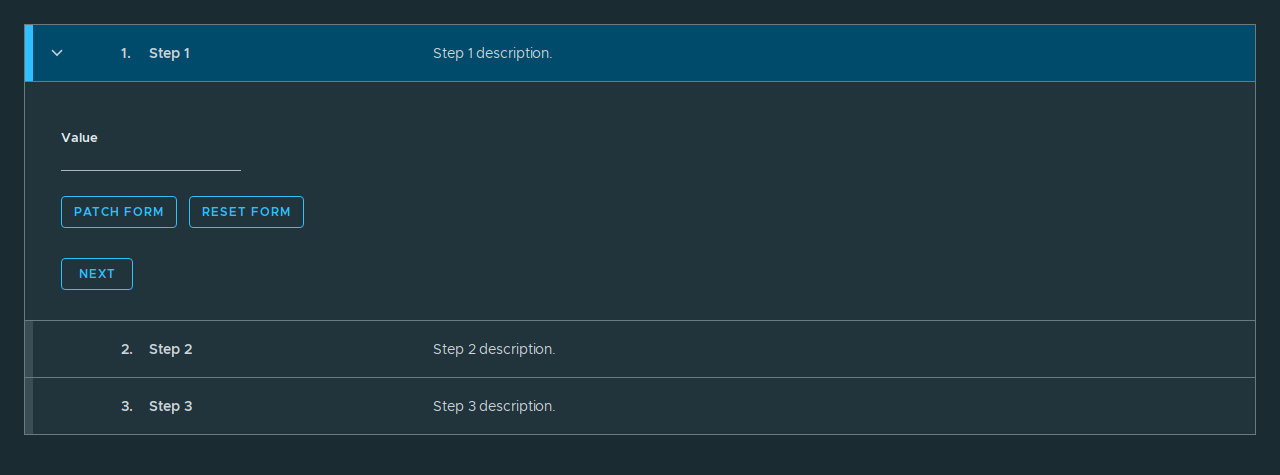 1. Step 1 Step 1 description.
Value
PATCH FORM RESET FORM
NEXT
2. Step 2 Step 2 description.
3. Step 3 Step 3 description.